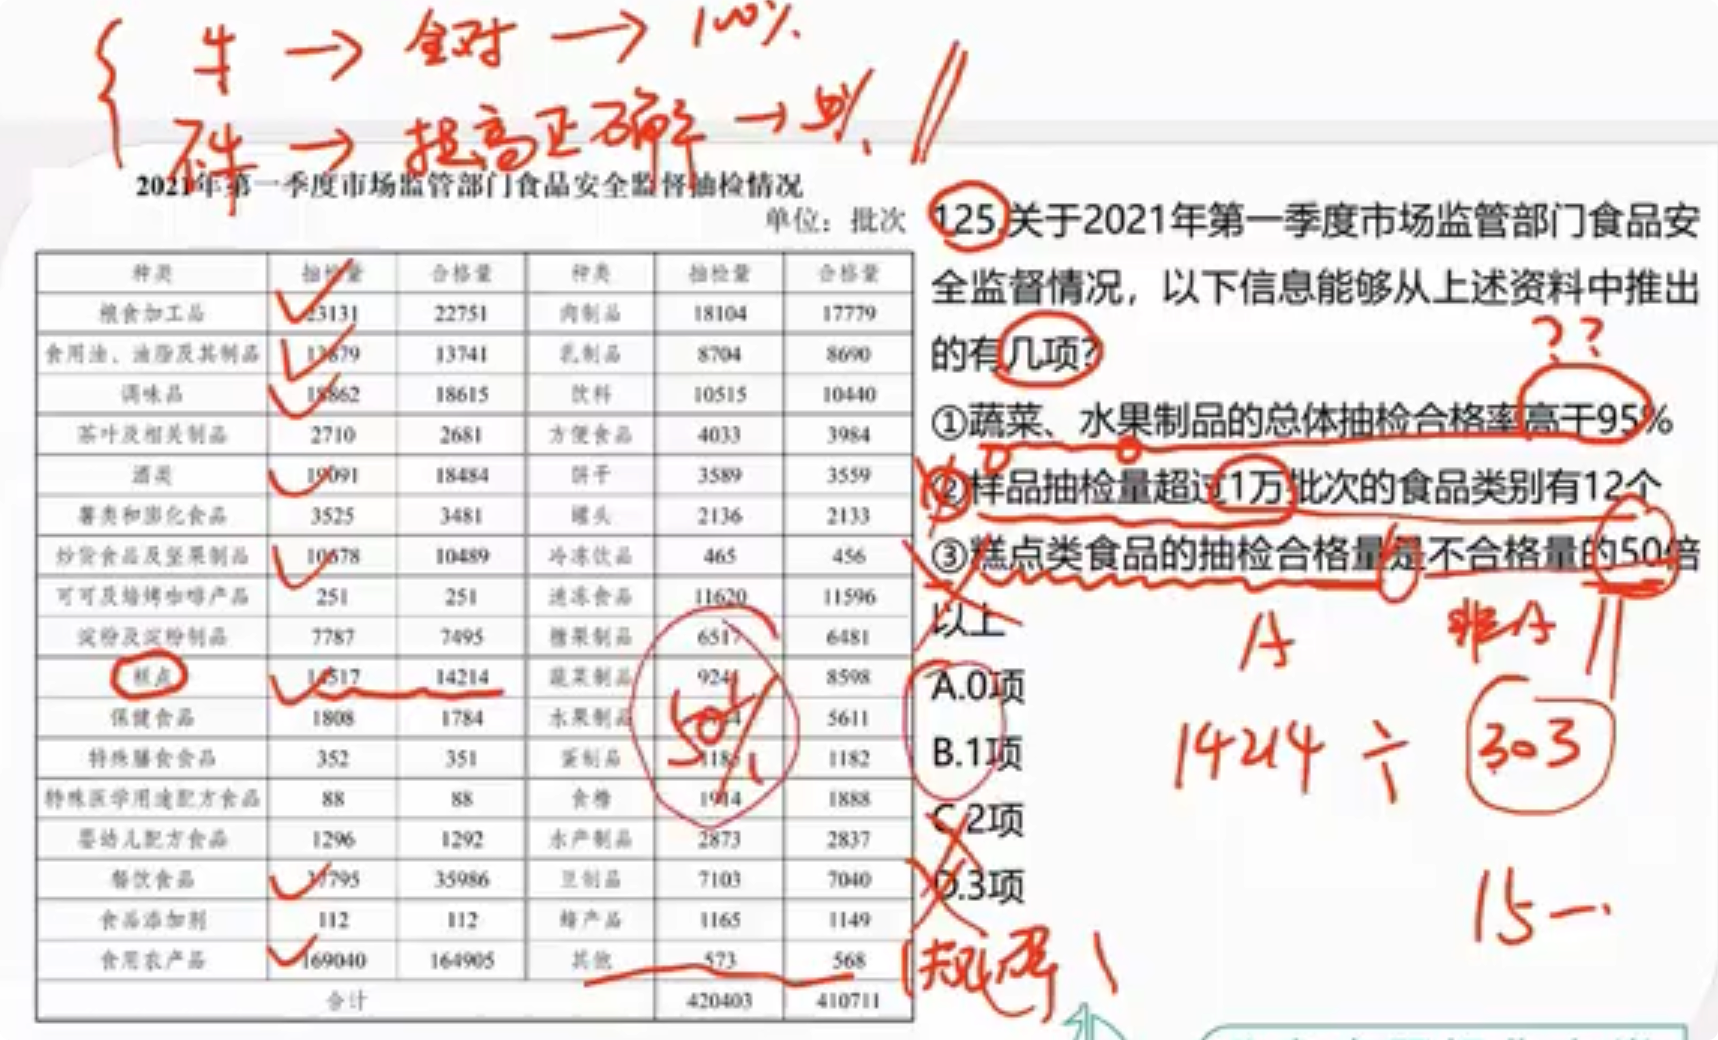 牛 → 全对 → 100%
→ 提高正确率 →
2021年第一季度市场监管部门食品安全监督抽检情况
单位：批次
种类 抽检量 合格量 种类 抽检量 合格量
粮食加工品 23131 22751 肉制品 18104 17779
食用油、油脂及其制品 13879 13741 乳制品 8704 8690
调味品 18862 18615 饮料 10515 10440
茶叶及相关制品 2710 2681 方便食品 4033 3984
酒类 19091 18484 饼干 3589 3559
薯类和膨化食品 3525 3481 罐头 2136 2133
炒货食品及坚果制品 10678 10489 冷冻饮品 465 456
可可及焙烤咖啡产品 251 251 速冻食品 11620 11596
淀粉及淀粉制品 7787 7495 糖果制品 6517 6481
糕点 14517 14214 蔬菜制品 8598
保健食品 1808 1784 水果制品 5611
特殊膳食食品 352 351 蛋制品 1182
特殊医学用途配方食品 88 88 食糖 1914 1888
婴幼儿配方食品 1296 1292 水产制品 2873 2837
餐饮食品 37795 35986 豆制品 7103 7040
食品添加剂 112 112 蜂产品 1165 1149
食用农产品 169040 164905 其他 573 568
合计 420403 410711
50%
125.关于2021年第一季度市场监管部门食品安
全监督情况，以下信息能够从上述资料中推出
的有几项？
??
①蔬菜、水果制品的总体抽检合格率高于95%
②样品抽检量超过1万批次的食品类别有12个
③糕点类食品的抽检合格量是不合格量的50倍
以上
A 非A
A.0项
B.1项
C.2项
D.3项
14214 ÷ 303
15